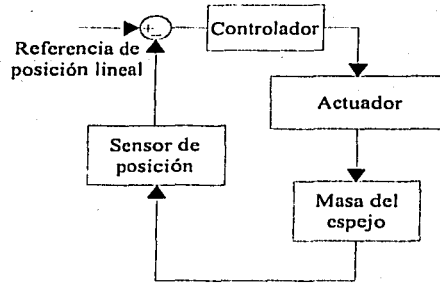 +
-
Controlador
Referencia de
posición lineal
Actuador
Sensor de
posición
Masa del
espejo